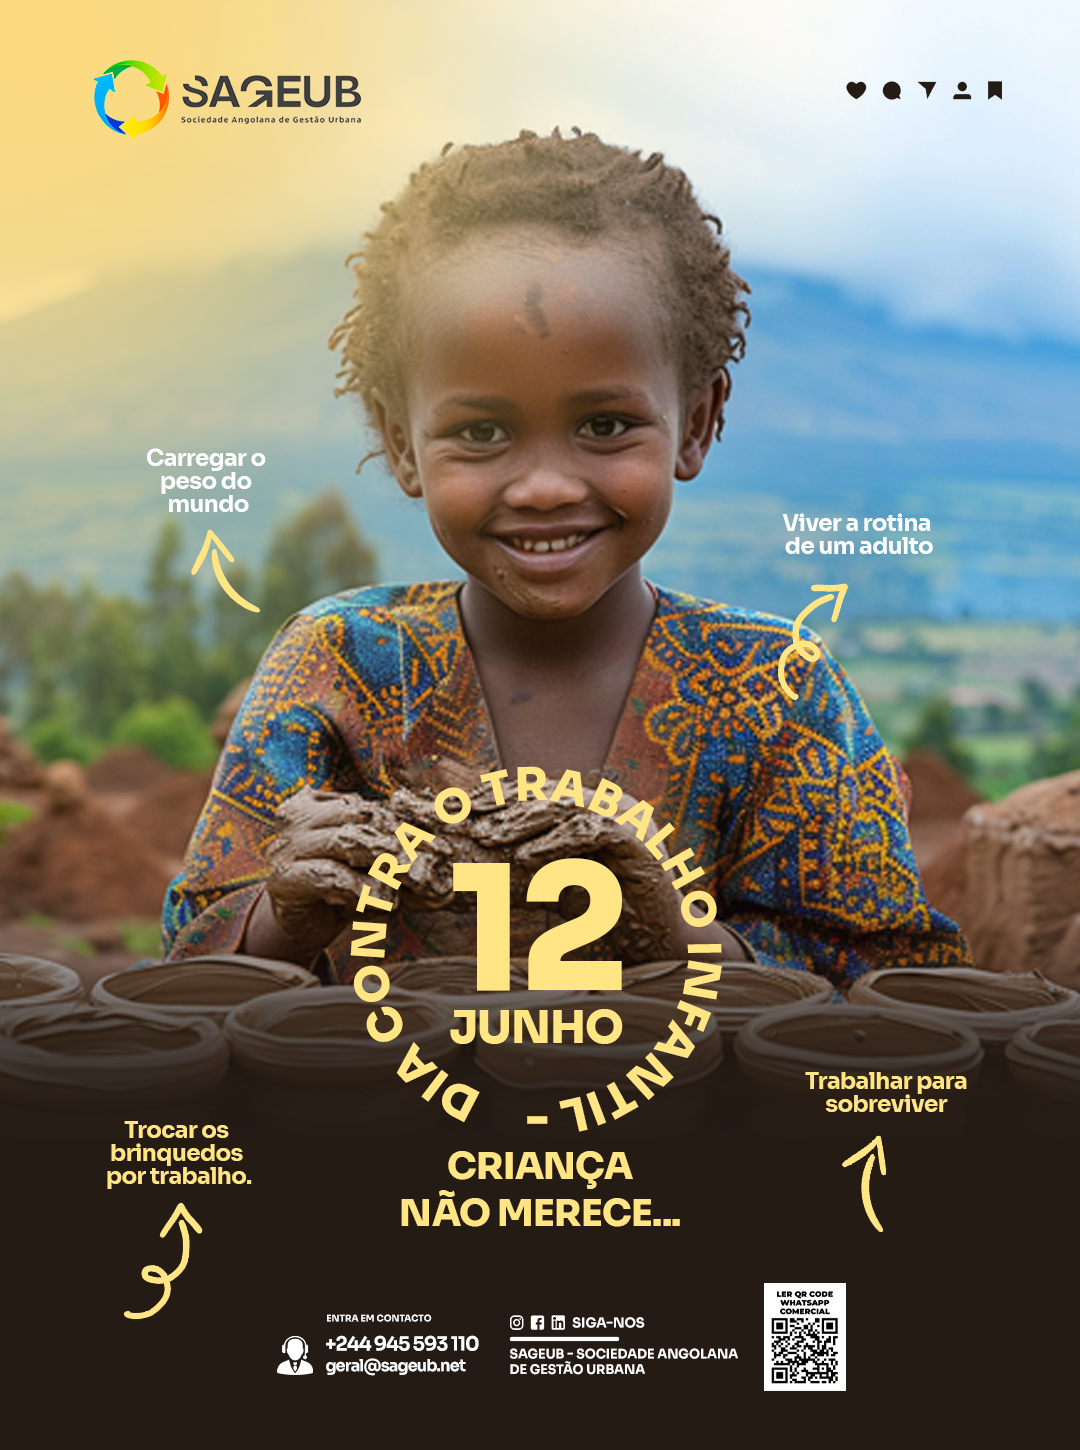 SAGEUB
Sociedade Angolana de Gestão Urbana
Carregar o
peso do
mundo
Viver a rotina
de um adulto
DIA CONTRA O TRABALHO INFANTIL -
12
JUNHO
Trabalhar para
sobreviver
Trocar os
brinquedos
por trabalho.
CRIANÇA
NÃO MERECE...
ENTRA EM CONTACTO
+244 945 593 110
geral@sageub.net
SIGA-NOS
SAGEUB - SOCIEDADE ANGOLANA
DE GESTÃO URBANA
LER QR CODE
WHATSAPP
COMERCIAL